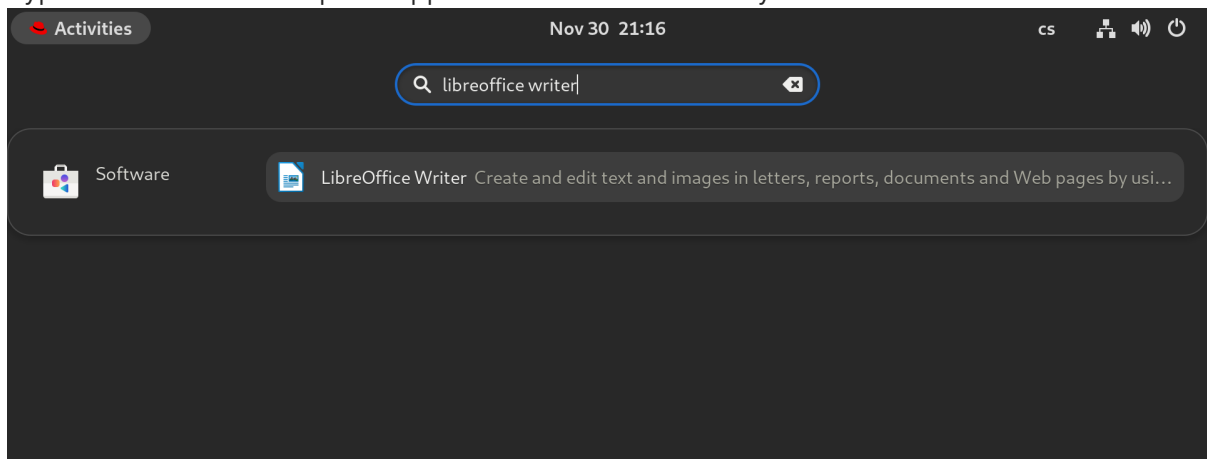 Activities
Nov 30 21:16
cs
libreoffice writer
Software
LibreOffice Writer Create and edit text and images in letters, reports, documents and Web pages by usi...